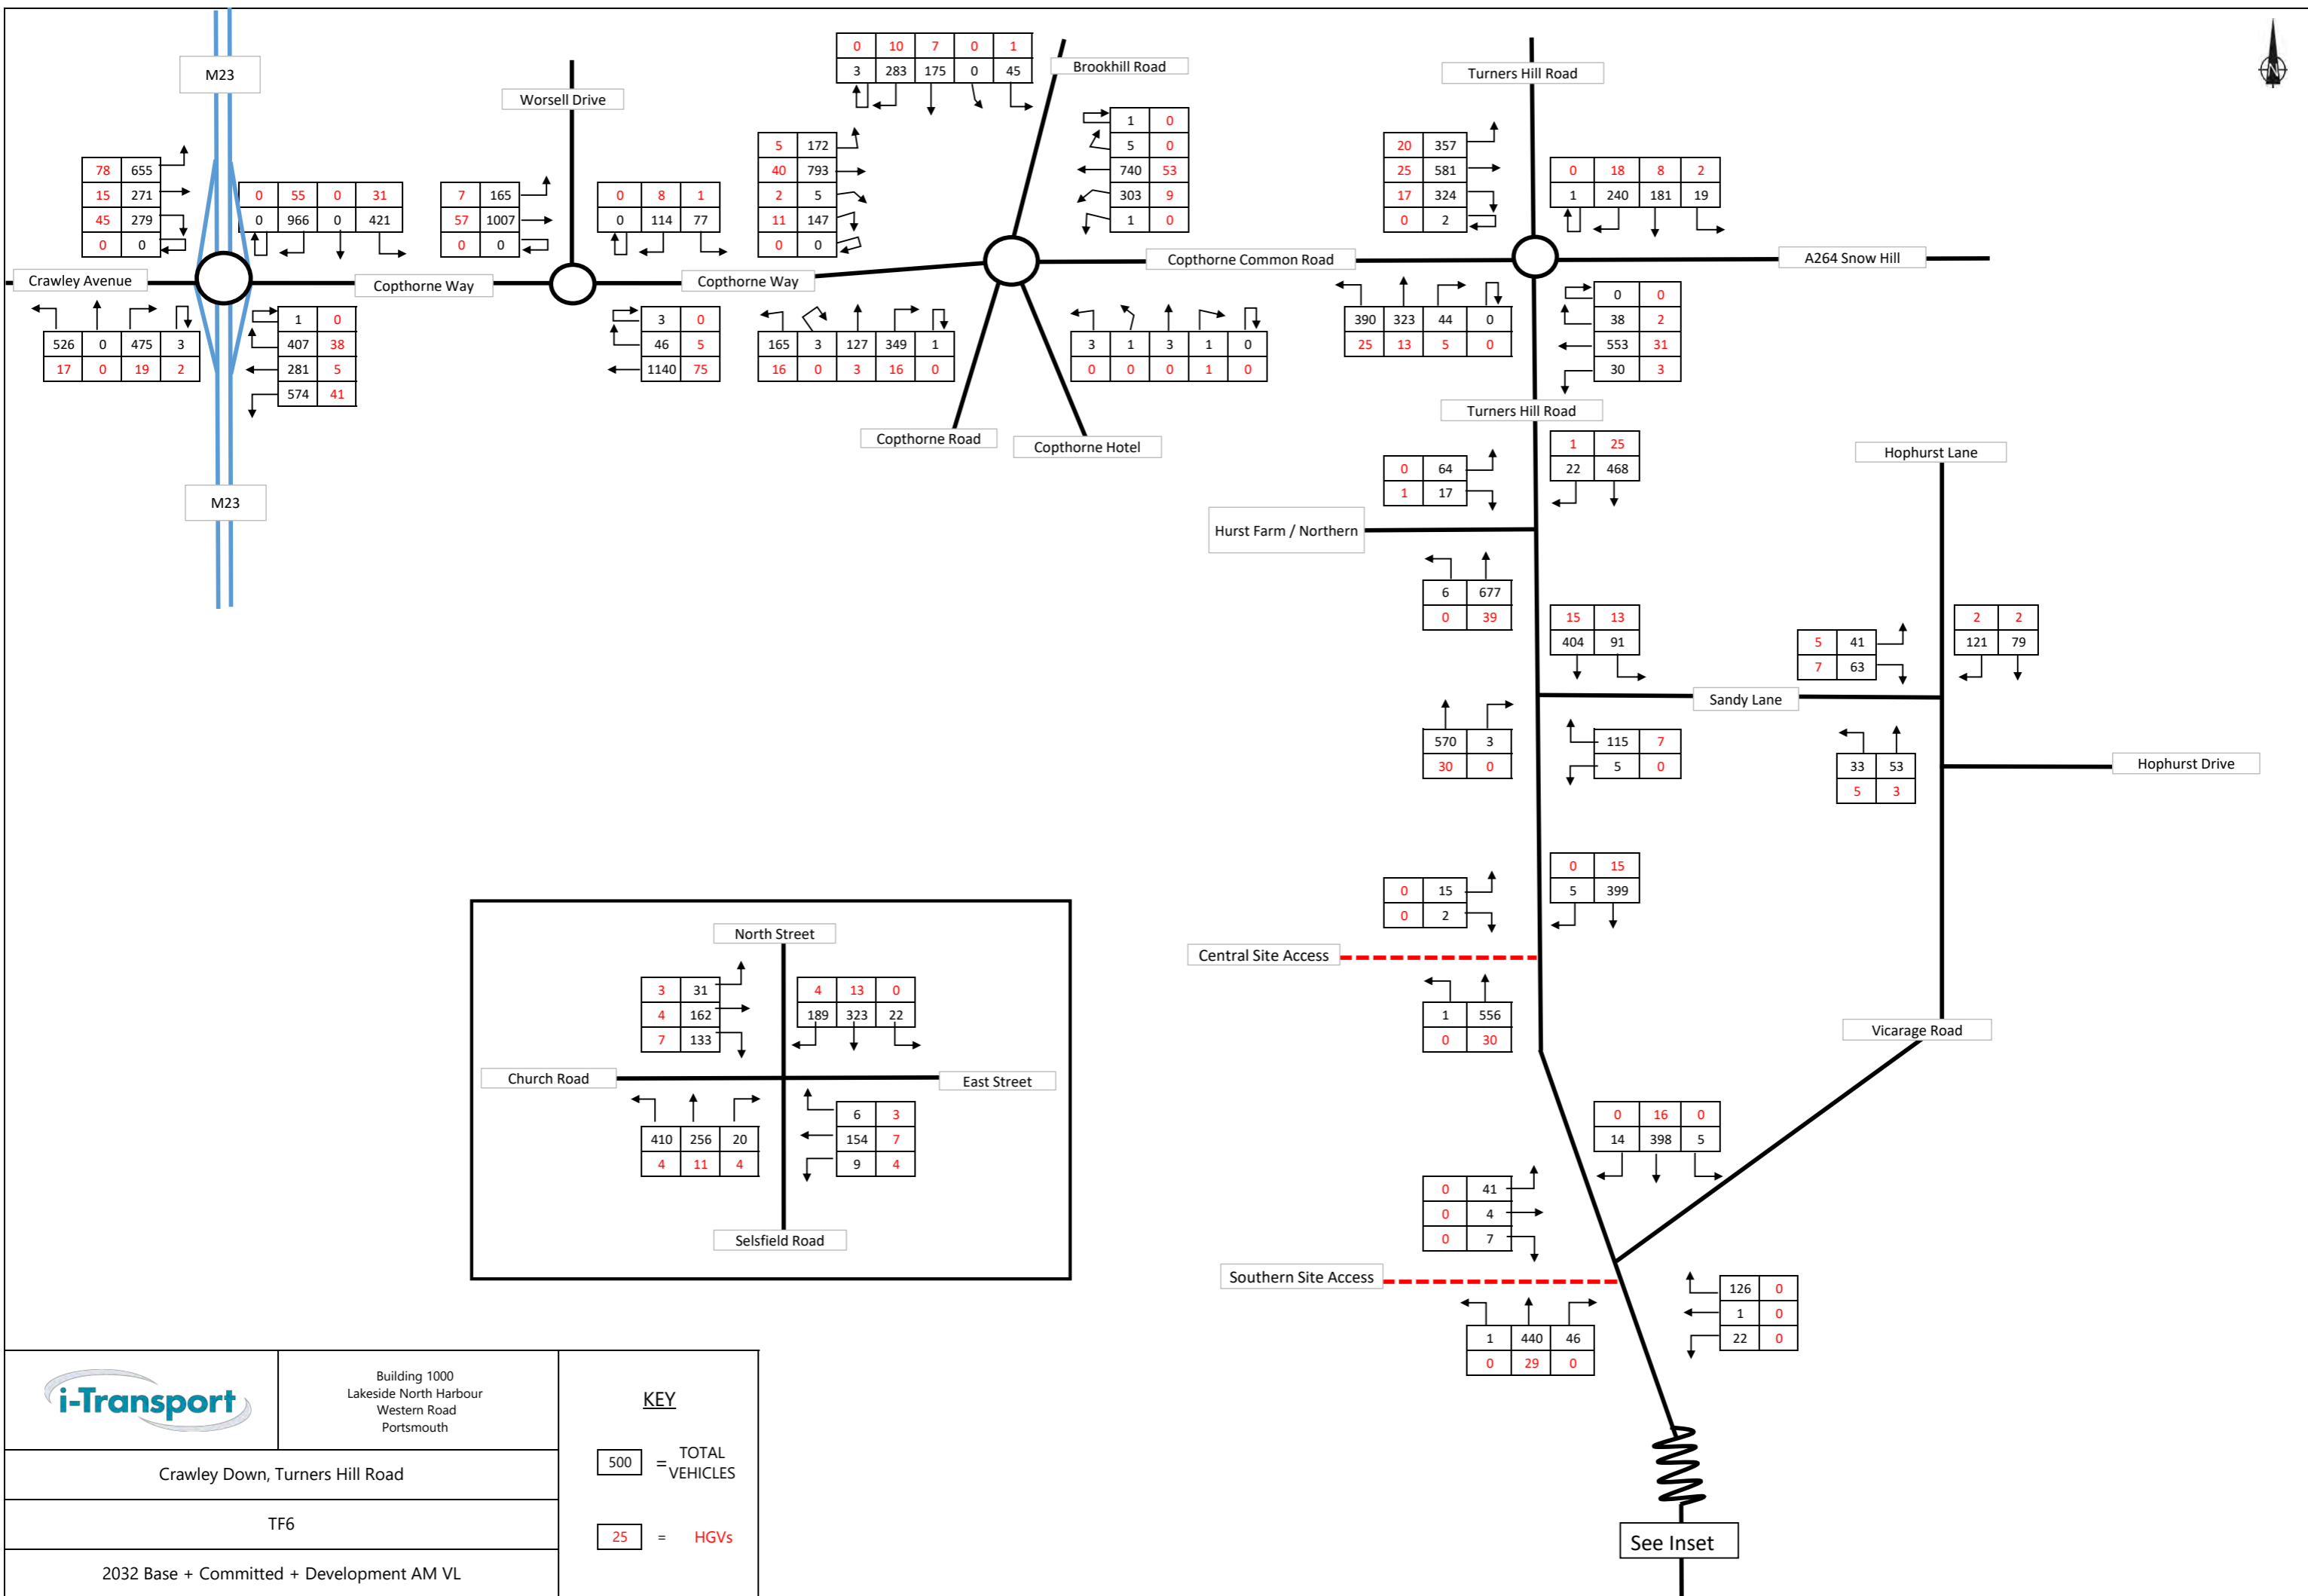 0 10 7 0 1
3 283 175 0 45
M23
Brookhill Road
Turners Hill Road
Worsell Drive
1 0
5 0
740 53
303 9
1 0
5 172
40 793
2 5
11 147
0 0
20 357
25 581
17 324
0 2
78 655
15 271
45 279
0 0
0 55 0 31
0 966 0 421
7 165
57 1007
0 0
0 8 1
0 114 77
0 18 8 2
1 240 181 19
Crawley Avenue
Copthorne Way
Copthorne Way
Copthorne Common Road
A264 Snow Hill
526 0 475 3
17 0 19 2
1 0
407 38
281 5
574 41
3 0
46 5
1140 75
165 3 127 349 1
16 0 3 16 0
3 1 3 1 0
0 0 0 1 0
390 323 44 0
25 13 5 0
0 0
38 2
553 31
30 3
Turners Hill Road
Copthorne Road
Copthorne Hotel
M23
0 64
1 17
1 25
22 468
Hophurst Lane
Hurst Farm / Northern
6 677
0 39
15 13
404 91
5 41
7 63
2 2
121 79
Sandy Lane
570 3
30 0
115 7
5 0
33 53
5 3
Hophurst Drive
0 15
0 2
0 15
5 399
Central Site Access
1 556
0 30
Vicarage Road
North Street
3 31
4 162
7 133
4 13 0
189 323 22
Church Road
East Street
410 256 20
4 11 4
6 3
154 7
9 4
Selsfield Road
0 16 0
14 398 5
0 41
0 4
0 7
Southern Site Access
1 440 46
0 29 0
126 0
1 0
22 0
See Inset
i-Transport
Building 1000
Lakeside North Harbour
Western Road
Portsmouth
Crawley Down, Turners Hill Road
TF6
2032 Base + Committed + Development AM VL
KEY
500 = TOTAL
VEHICLES
25 = HGVs
N